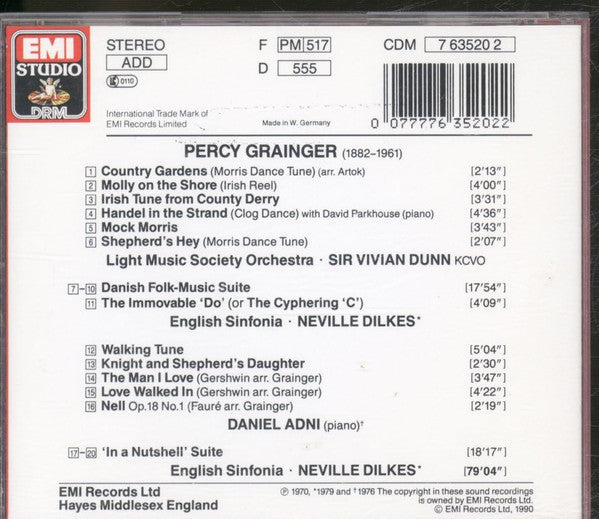 EMI
STUDIO
DRM
STEREO
ADD
0110
F PM 517
D 555
CDM 7 63520 2
International Trade Mark of
EMI Records Limited
Made in W. Germany
0 077776 352022
PERCY GRAINGER (1882–1961)
1 Country Gardens (Morris Dance Tune) (arr. Artok) [2'13"]
2 Molly on the Shore (Irish Reel) [4'00"]
3 Irish Tune from County Derry [3'31"]
4 Handel in the Strand (Clog Dance) with David Parkhouse (piano) [4'36"]
5 Mock Morris [3'43"]
6 Shepherd's Hey (Morris Dance Tune) [2'07"]
Light Music Society Orchestra · SIR VIVIAN DUNN KCVO
7–10 Danish Folk-Music Suite [17'54"]
11 The Immovable 'Do' (or The Cyphering 'C') [4'09"]
English Sinfonia · NEVILLE DILKES*
12 Walking Tune [5'04"]
13 Knight and Shepherd's Daughter [2'30"]
14 The Man I Love (Gershwin arr. Grainger) [3'47"]
15 Love Walked In (Gershwin arr. Grainger) [4'22"]
16 Nell Op.18 No.1 (Fauré arr. Grainger) [2'19"]
DANIEL ADNI (piano)†
17–20 'In a Nutshell' Suite [18'17"]
English Sinfonia · NEVILLE DILKES* [79'04"]
EMI Records Ltd
Hayes Middlesex England
℗ 1970, *1979 and †1976 The copyright in these sound recordings
is owned by EMI Records Ltd.
© EMI Records Ltd, 1990